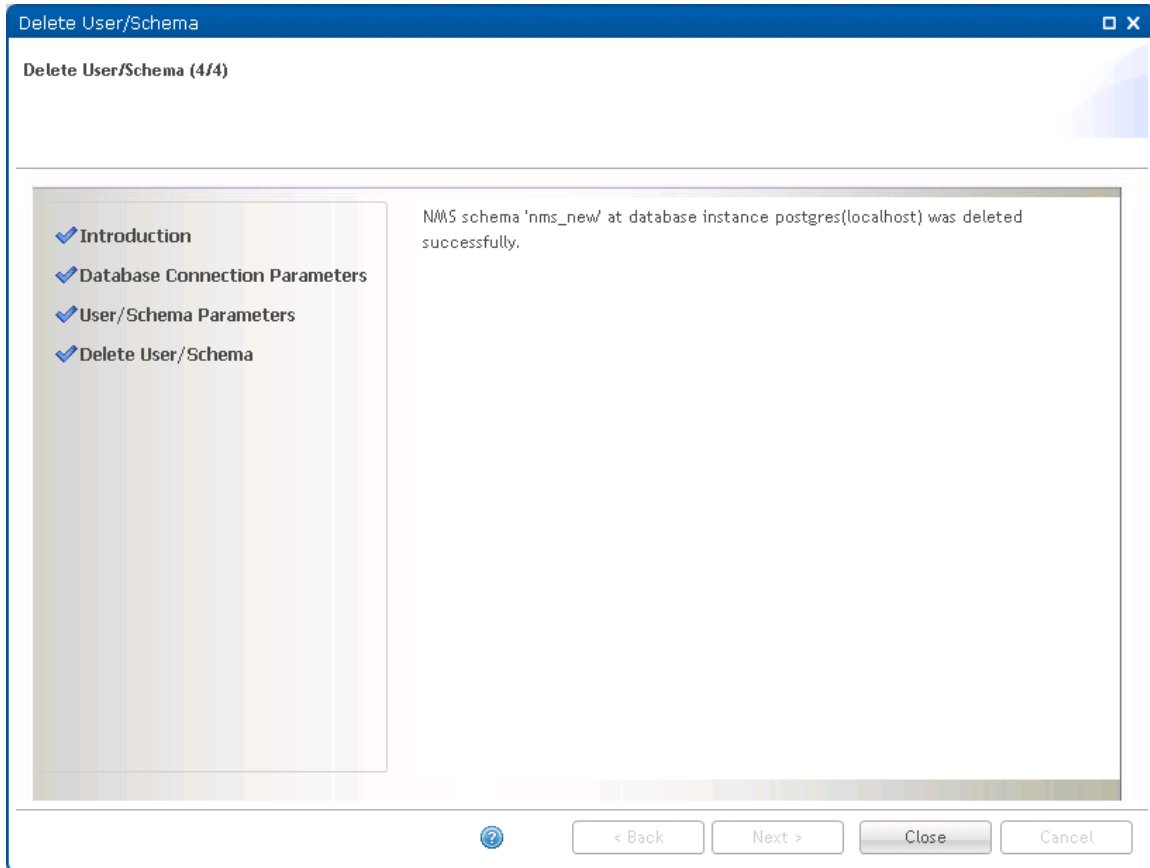 Delete User/Schema
Delete User/Schema (4/4)
Introduction
Database Connection Parameters
User/Schema Parameters
Delete User/Schema
NMS schema 'nms_new' at database instance postgres(localhost) was deleted
successfully.
< Back
Next >
Close
Cancel